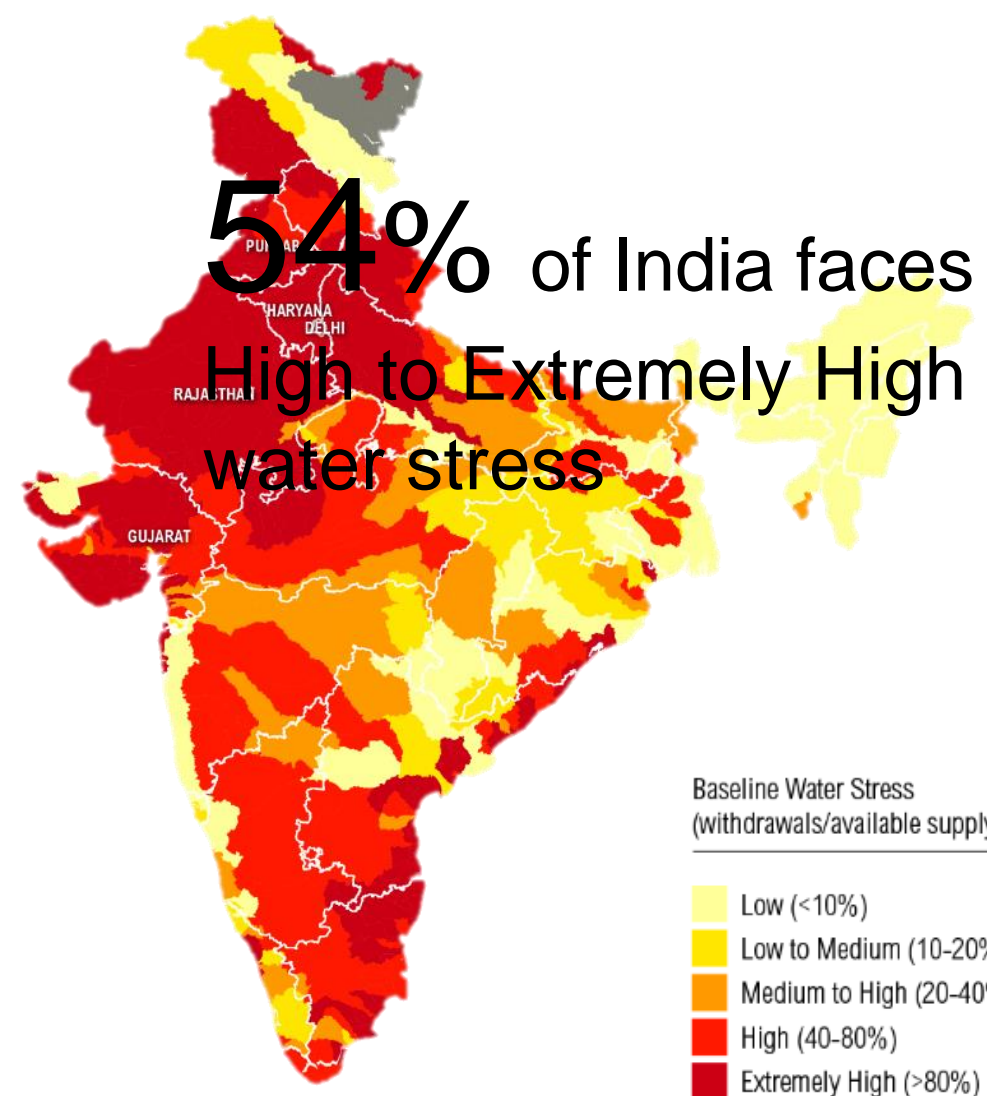 54% of India faces
High to Extremely High
water stress
PUNJAB
HARYANA
DELHI
RAJASTHAN
GUJARAT
Baseline Water Stress
(withdrawals/available supply
Low (<10%)
Low to Medium (10-20%
Medium to High (20-40%
High (40-80%)
Extremely High (>80%)